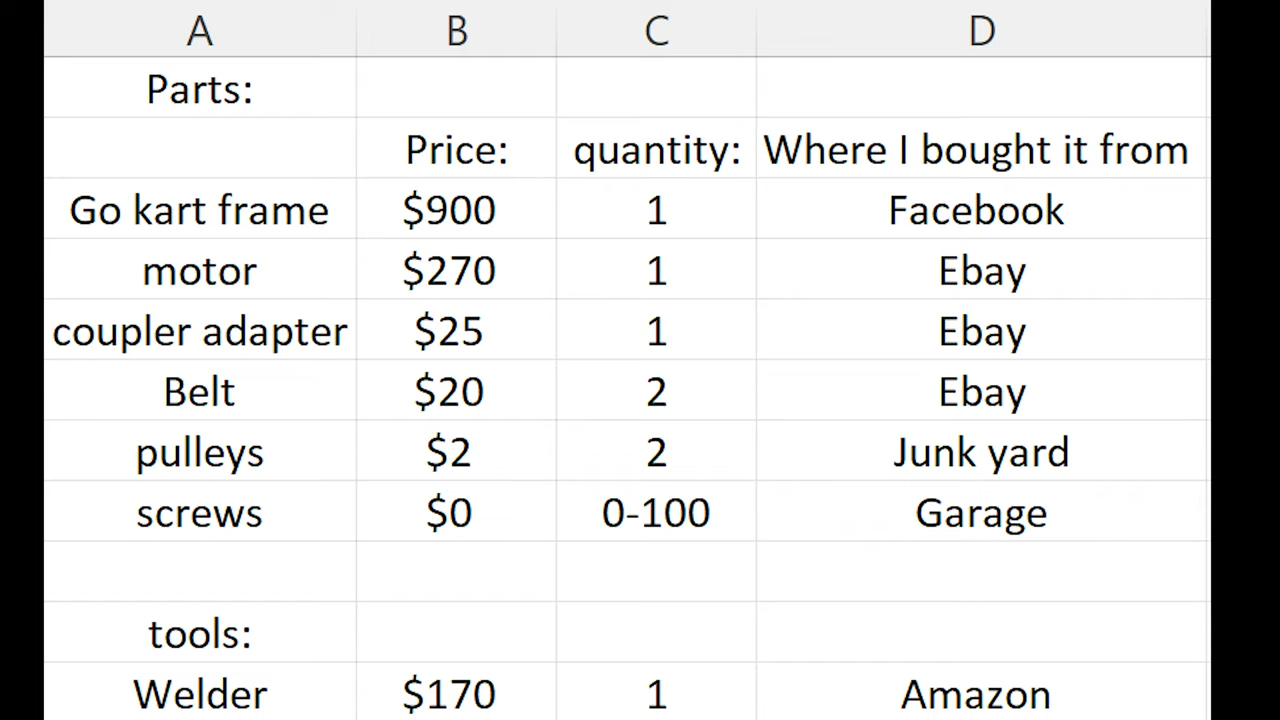 A B C D
Parts:
Price: quantity: Where I bought it from
Go kart frame $900 1 Facebook
motor $270 1 Ebay
coupler adapter $25 1 Ebay
Belt $20 2 Ebay
pulleys $2 2 Junk yard
screws $0 0-100 Garage
tools:
Welder $170 1 Amazon